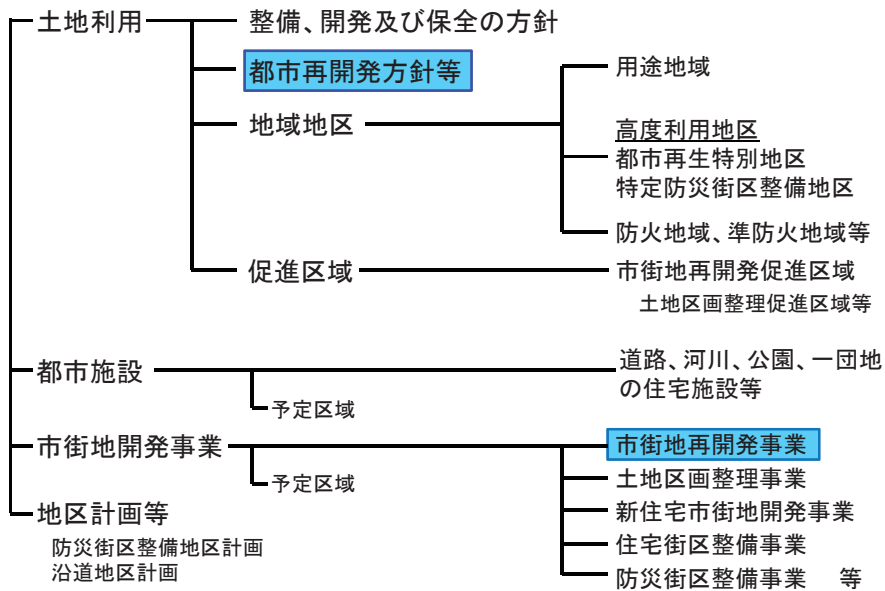 土地利用
整備、開発及び保全の方針
都市再開発方針等
地域地区
用途地域
高度利用地区
都市再生特別地区
特定防災街区整備地区
防火地域、準防火地域等
促進区域
市街地再開発促進区域
土地区画整理促進区域等
都市施設
道路、河川、公園、一団地
の住宅施設等
予定区域
市街地開発事業
市街地再開発事業
予定区域
土地区画整理事業
新住宅市街地開発事業
住宅街区整備事業
防災街区整備事業 等
地区計画等
防災街区整備地区計画
沿道地区計画